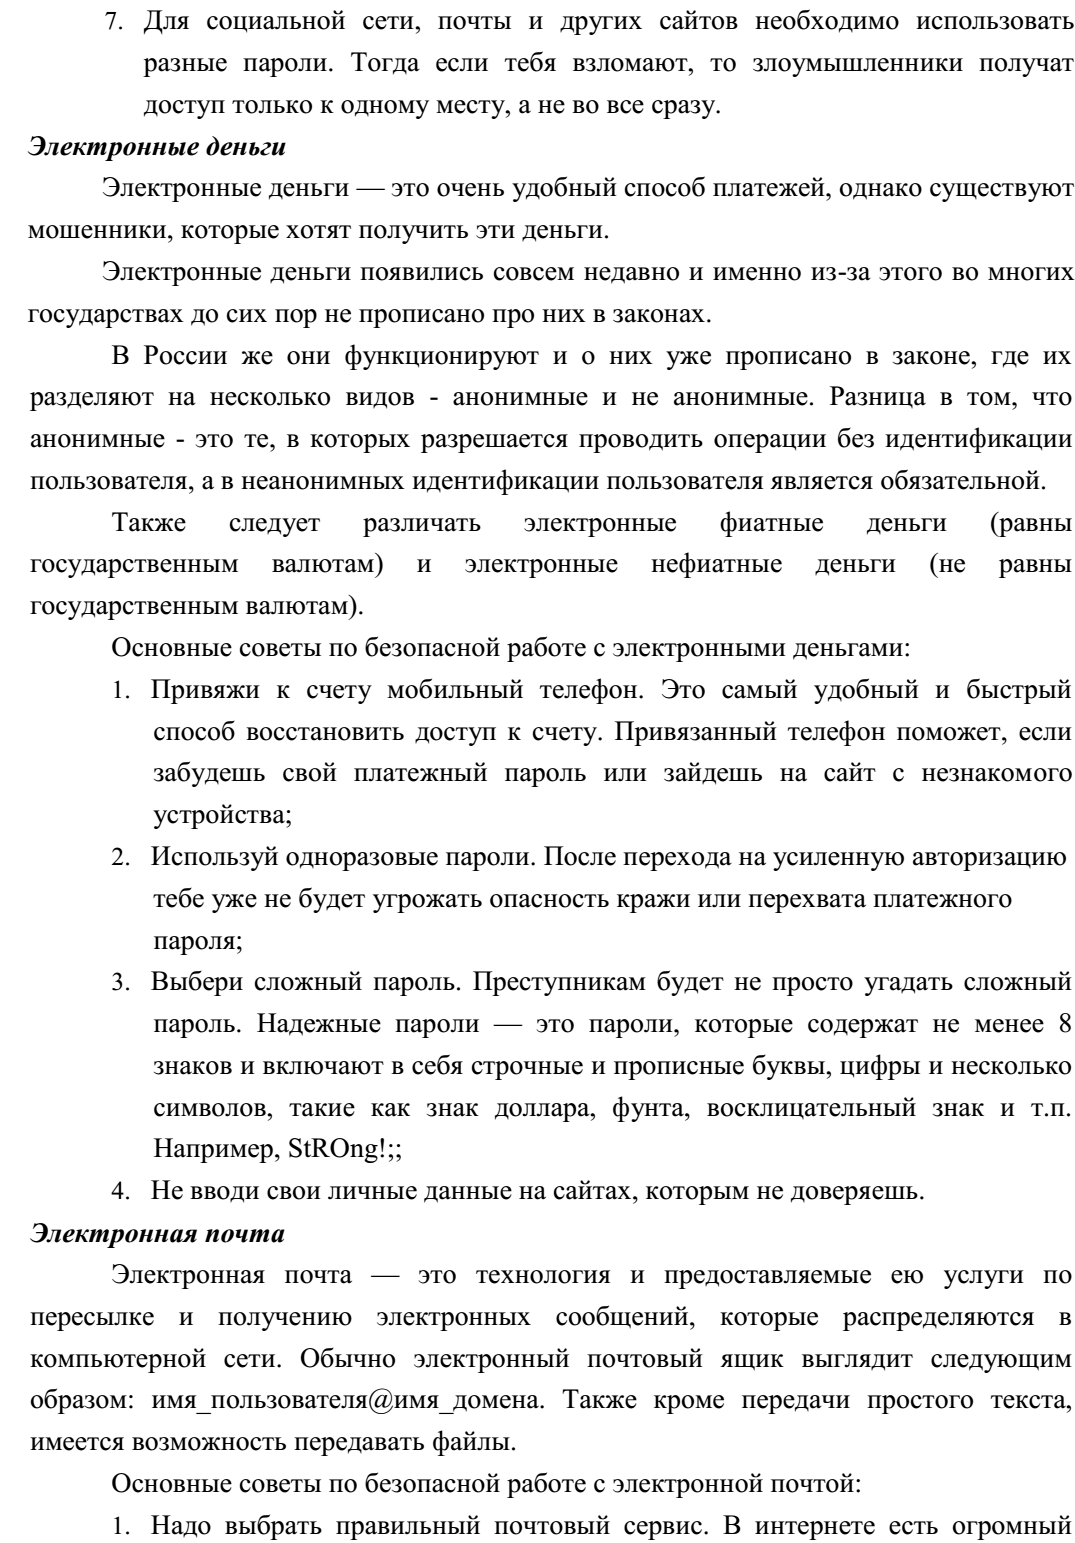 7. Для социальной сети, почты и других сайтов необходимо использовать
разные пароли. Тогда если тебя взломают, то злоумышленники получат
доступ только к одному месту, а не во все сразу.
Электронные деньги
Электронные деньги — это очень удобный способ платежей, однако существуют
мошенники, которые хотят получить эти деньги.
Электронные деньги появились совсем недавно и именно из-за этого во многих
государствах до сих пор не прописано про них в законах.
В России же они функционируют и о них уже прописано в законе, где их
разделяют на несколько видов - анонимные и не анонимные. Разница в том, что
анонимные - это те, в которых разрешается проводить операции без идентификации
пользователя, а в неанонимных идентификации пользователя является обязательной.
Также следует различать электронные фиатные деньги (равны
государственным валютам) и электронные нефиатные деньги (не равны
государственным валютам).
Основные советы по безопасной работе с электронными деньгами:
1. Привяжи к счету мобильный телефон. Это самый удобный и быстрый
способ восстановить доступ к счету. Привязанный телефон поможет, если
забудешь свой платежный пароль или зайдешь на сайт с незнакомого
устройства;
2. Используй одноразовые пароли. После перехода на усиленную авторизацию
тебе уже не будет угрожать опасность кражи или перехвата платежного
пароля;
3. Выбери сложный пароль. Преступникам будет не просто угадать сложный
пароль. Надежные пароли — это пароли, которые содержат не менее 8
знаков и включают в себя строчные и прописные буквы, цифры и несколько
символов, такие как знак доллара, фунта, восклицательный знак и т.п.
Например, StROng!;;
4. Не вводи свои личные данные на сайтах, которым не доверяешь.
Электронная почта
Электронная почта — это технология и предоставляемые ею услуги по
пересылке и получению электронных сообщений, которые распределяются в
компьютерной сети. Обычно электронный почтовый ящик выглядит следующим
образом: имя_пользователя@имя_домена. Также кроме передачи простого текста,
имеется возможность передавать файлы.
Основные советы по безопасной работе с электронной почтой:
1. Надо выбрать правильный почтовый сервис. В интернете есть огромный